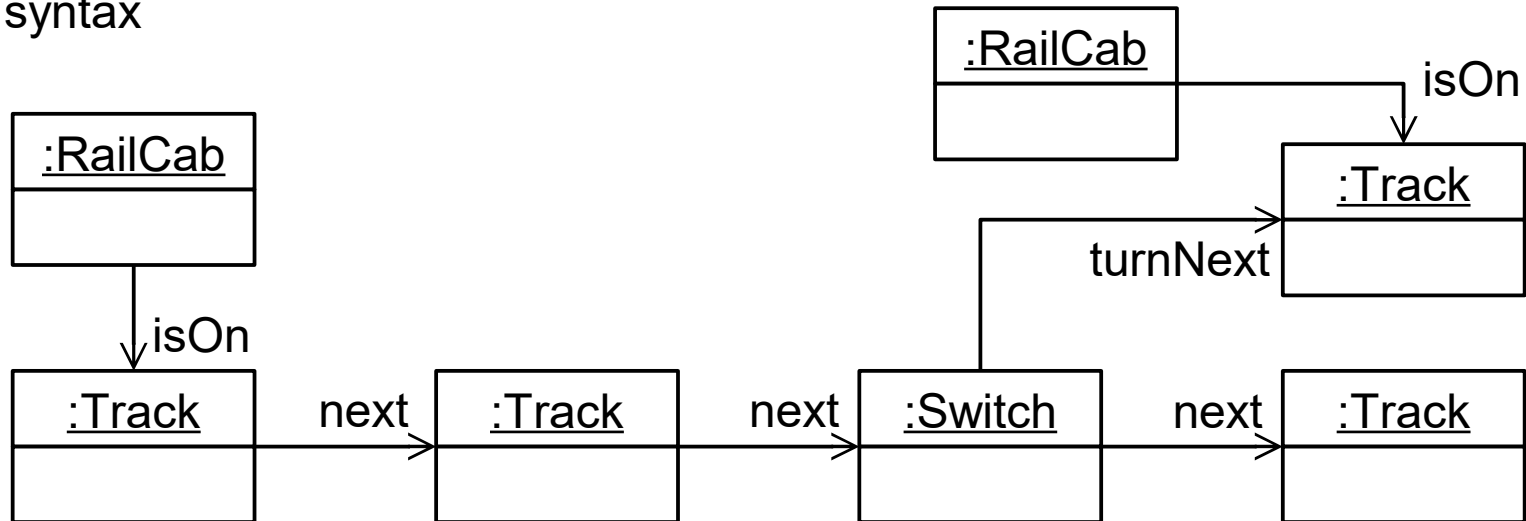 syntax
:RailCab
isOn
:RailCab
:Track
turnNext
isOn
:Track
next
:Track
next
:Switch
next
:Track